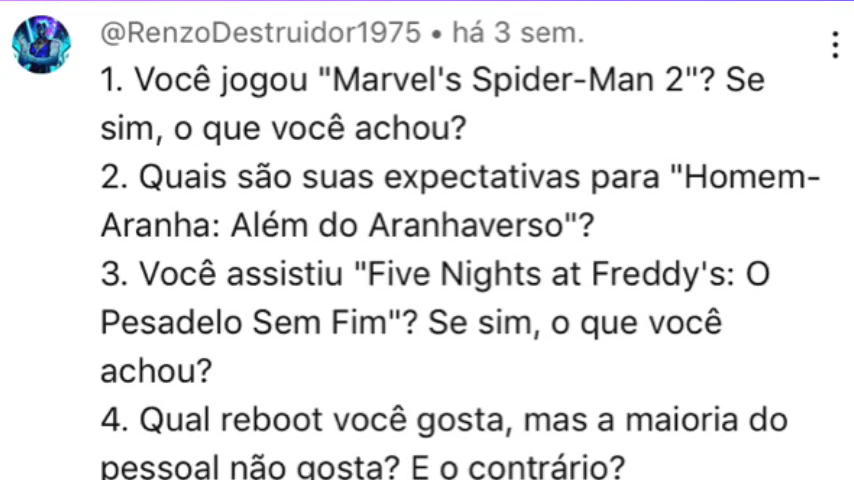 @RenzoDestruidor1975 • há 3 sem.
1. Você jogou "Marvel's Spider-Man 2"? Se
sim, o que você achou?
2. Quais são suas expectativas para "Homem-
Aranha: Além do Aranhaverso"?
3. Você assistiu "Five Nights at Freddy's: O
Pesadelo Sem Fim"? Se sim, o que você
achou?
4. Qual reboot você gosta, mas a maioria do
pessoal não gosta? E o contrário?